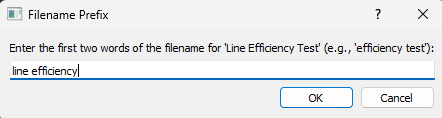 Filename Prefix
?
Enter the first two words of the filename for 'Line Efficiency Test' (e.g., 'efficiency test'):
line efficiency
OK
Cancel